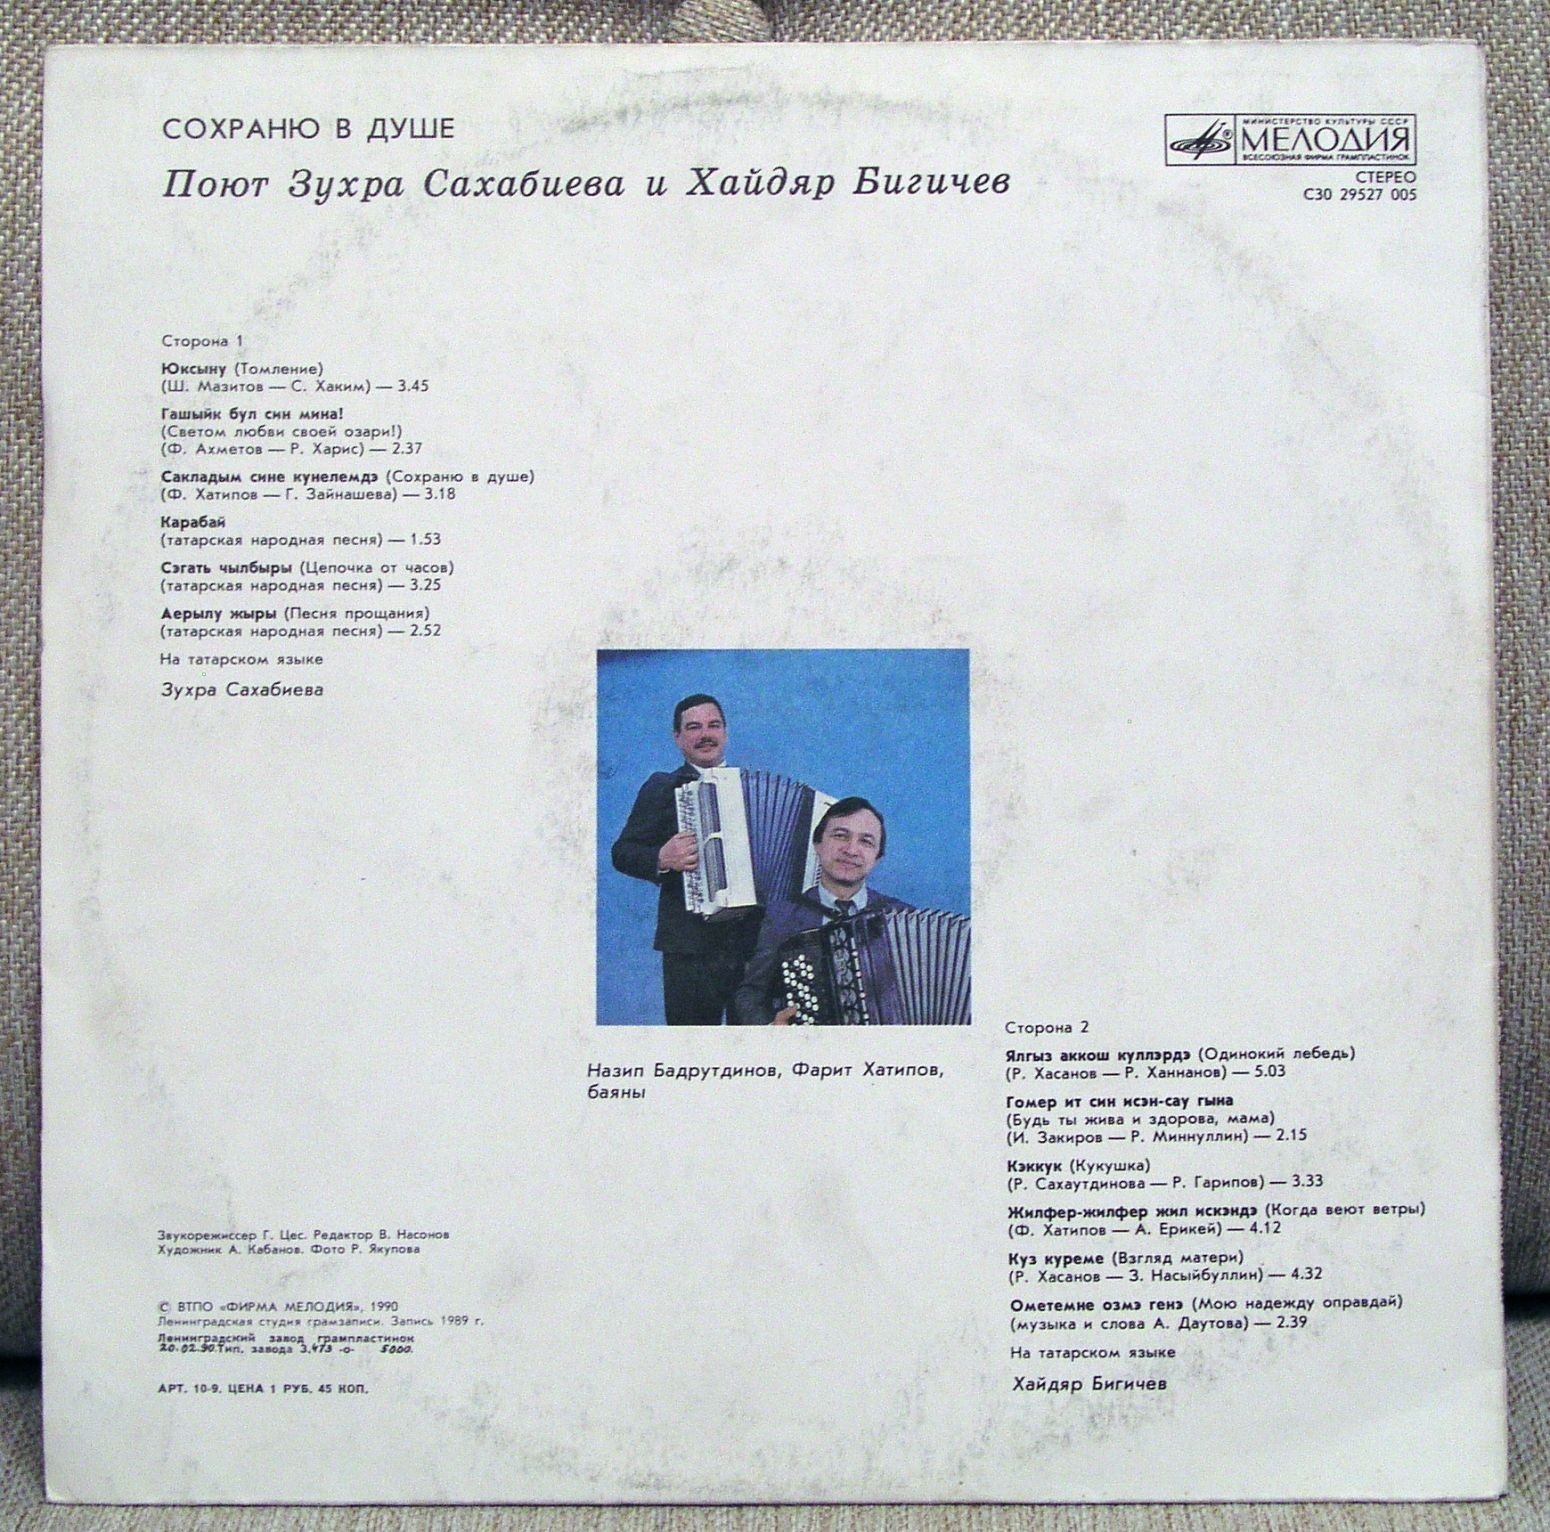 СОХРАНЮ В ДУШЕ
Поют Зухра Сахабиева и Хайдяр Бигичев
МИНИСТЕРСТВО КУЛЬТУРЫ СССР
МЕЛОДИЯ
ВСЕСОЮЗНАЯ ФИРМА ГРАМПЛАСТИНОК
СТЕРЕО
С30 29527 005
Сторона 1
Юксыну (Томление)
(Ш. Мазитов — С. Хаким) — 3.45
Гашыйк бул син мина!
(Светом любви своей озари!)
(Ф. Ахметов — Р. Харис) — 2.37
Сакладым сине кунелемдэ (Сохраню в душе)
(Ф. Хатипов — Г. Зайнашева) — 3.18
Карабай
(татарская народная песня) — 1.53
Сэгать чылбыры (Цепочка от часов)
(татарская народная песня) — 3.25
Аерылу жыры (Песня прощания)
(татарская народная песня) — 2.52
На татарском языке
Зухра Сахабиева
Назип Бадрутдинов, Фарит Хатипов,
баяны
Сторона 2
Ялгыз аккош куллэрдэ (Одинокий лебедь)
(Р. Хасанов — Р. Ханнанов) — 5.03
Гомер ит син исэн-сау гына
(Будь ты жива и здорова, мама)
(И. Закиров — Р. Миннуллин) — 2.15
Кэккук (Кукушка)
(Р. Сахаутдинова — Р. Гарипов) — 3.33
Жилфер-жилфер жил искэндэ (Когда веют ветры)
(Ф. Хатипов — А. Ерикей) — 4.12
Куз куреме (Взгляд матери)
(Р. Хасанов — З. Насыйбуллин) — 4.32
Ометемне озмэ генэ (Мою надежду оправдай)
(музыка и слова А. Даутова) — 2.39
На татарском языке
Хайдяр Бигичев
Звукорежиссер Г. Цес. Редактор В. Насонов
Художник А. Кабанов. Фото Р. Якупова
© ВТПО «ФИРМА МЕЛОДИЯ», 1990
Ленинградская студия грамзаписи. Запись 1989 г.
Ленинградский завод грампластинок
20.02.90.Тип. завода З.473 -о- 5000.
АРТ. 10-9. ЦЕНА 1 РУБ. 45 КОП.